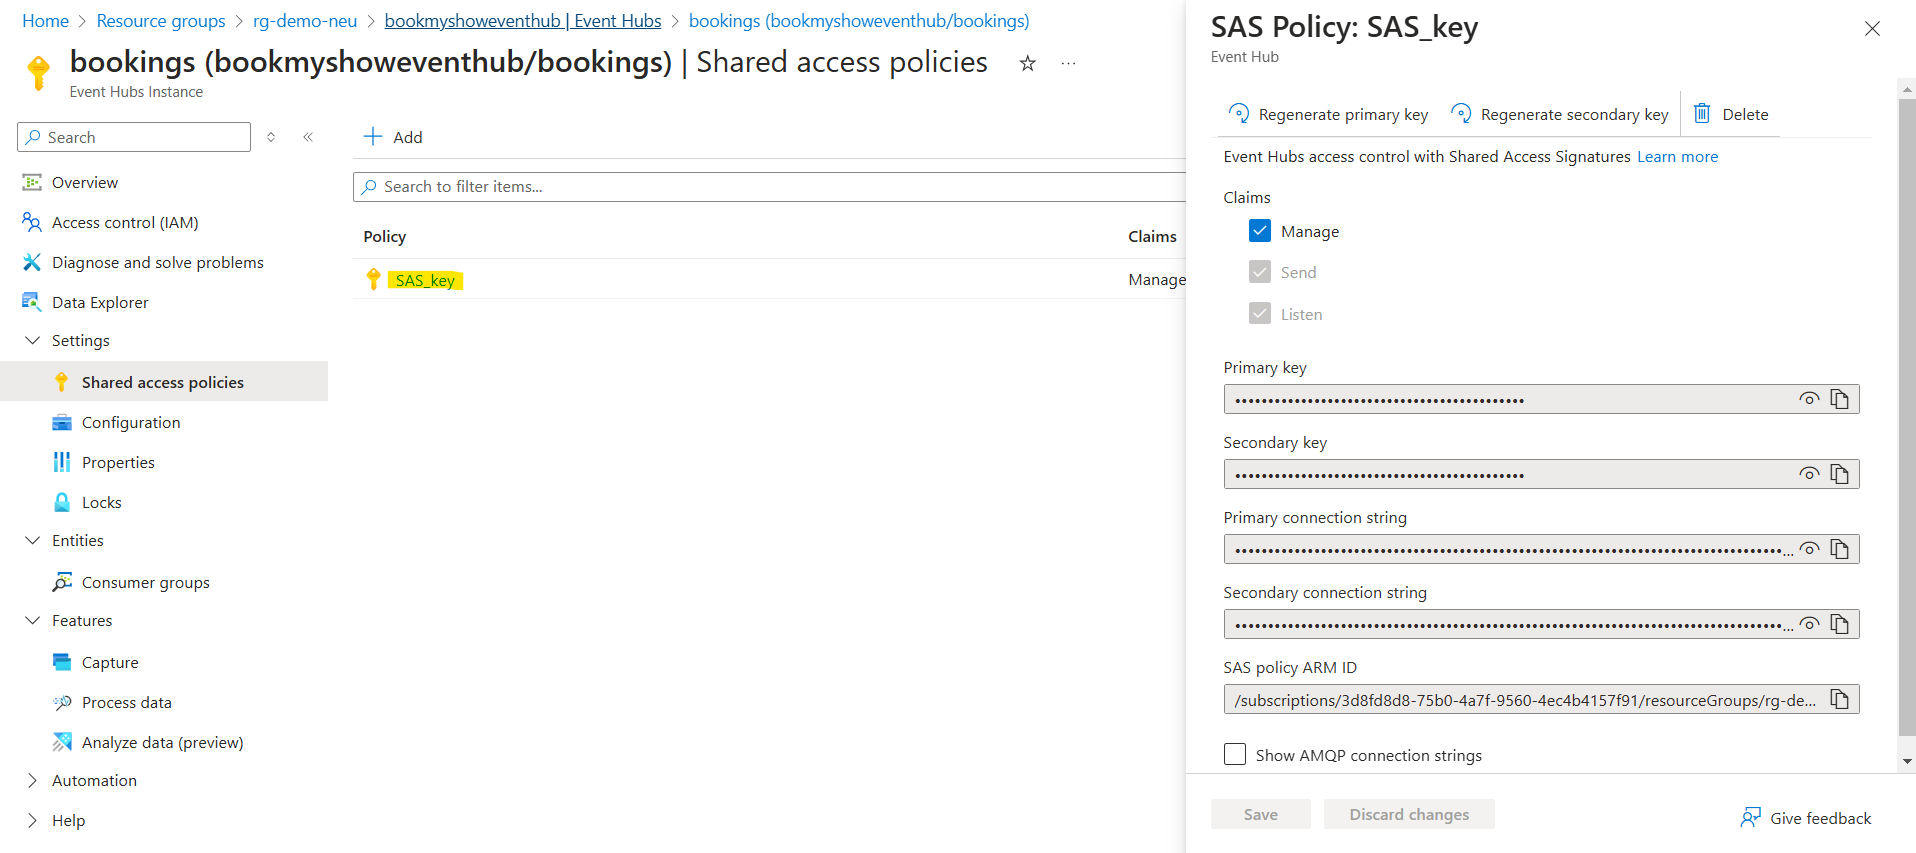 Home > Resource groups > rg-demo-neu > bookmyshoweventhub | Event Hubs > bookings (bookmyshoweventhub/bookings)
bookings (bookmyshoweventhub/bookings) | Shared access policies
Event Hubs Instance
Search
Overview
Access control (IAM)
Diagnose and solve problems
Data Explorer
Settings
Shared access policies
Configuration
Properties
Locks
Entities
Consumer groups
Features
Capture
Process data
Analyze data (preview)
Automation
Help
Add
Search to filter items...
Policy Claims
SAS_key Manage
SAS Policy: SAS_key
Event Hub
Regenerate primary key Regenerate secondary key Delete
Event Hubs access control with Shared Access Signatures Learn more
Claims
Manage
Send
Listen
Primary key
Secondary key
Primary connection string
Secondary connection string
SAS policy ARM ID
/subscriptions/3d8fd8d8-75b0-4a7f-9560-4ec4b4157f91/resourceGroups/rg-de...
Show AMQP connection strings
Save Discard changes
Give feedback